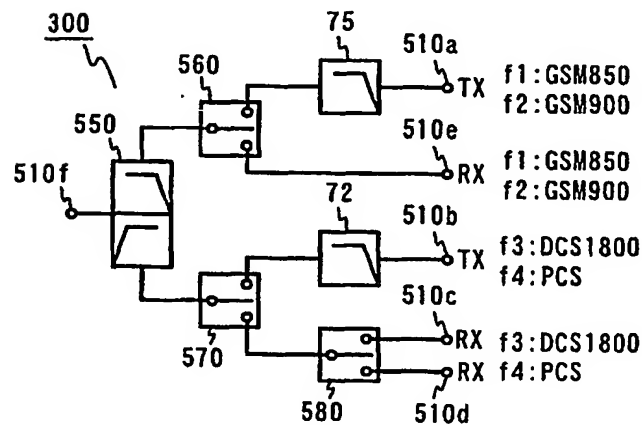 300
75
510a
560
TX f1:GSM850
f2:GSM900
550
510e
510f
RX f1:GSM850
f2:GSM900
72
510b
TX f3:DCS1800
f4:PCS
510c
570
RX f3:DCS1800
RX f4:PCS
580
510d